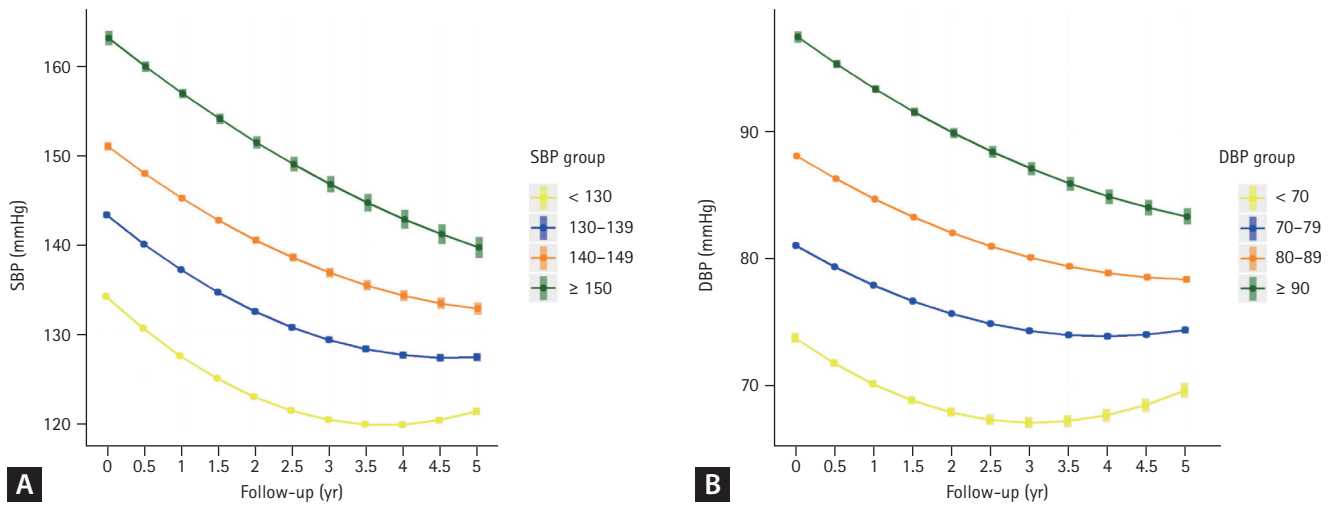 160
150
140
130
120
SBP (mmHg)
0 0.5 1 1.5 2 2.5 3 3.5 4 4.5 5
Follow-up (yr)
SBP group
< 130
130–139
140–149
≥ 150
A
90
80
70
DBP (mmHg)
0 0.5 1 1.5 2 2.5 3 3.5 4 4.5 5
Follow-up (yr)
DBP group
< 70
70–79
80–89
≥ 90
B